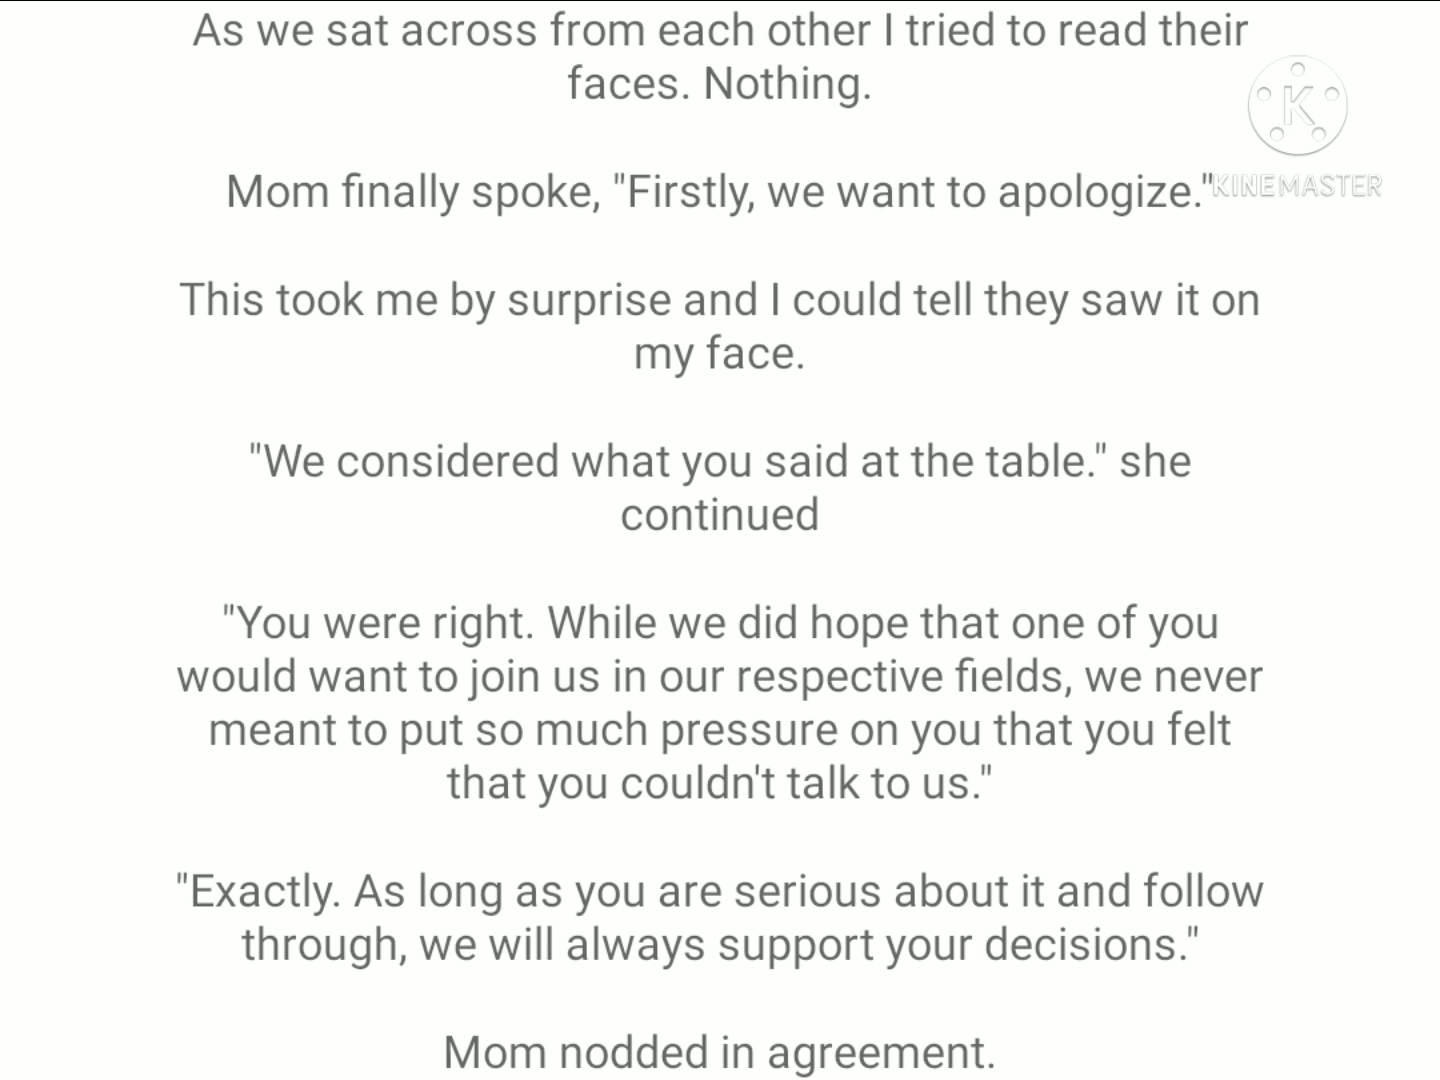 As we sat across from each other I tried to read their
faces. Nothing.
K
Mom finally spoke, "Firstly, we want to apologize."
KINEMASTER
This took me by surprise and I could tell they saw it on
my face.
"We considered what you said at the table." she
continued
"You were right. While we did hope that one of you
would want to join us in our respective fields, we never
meant to put so much pressure on you that you felt
that you couldn't talk to us."
"Exactly. As long as you are serious about it and follow
through, we will always support your decisions."
Mom nodded in agreement.